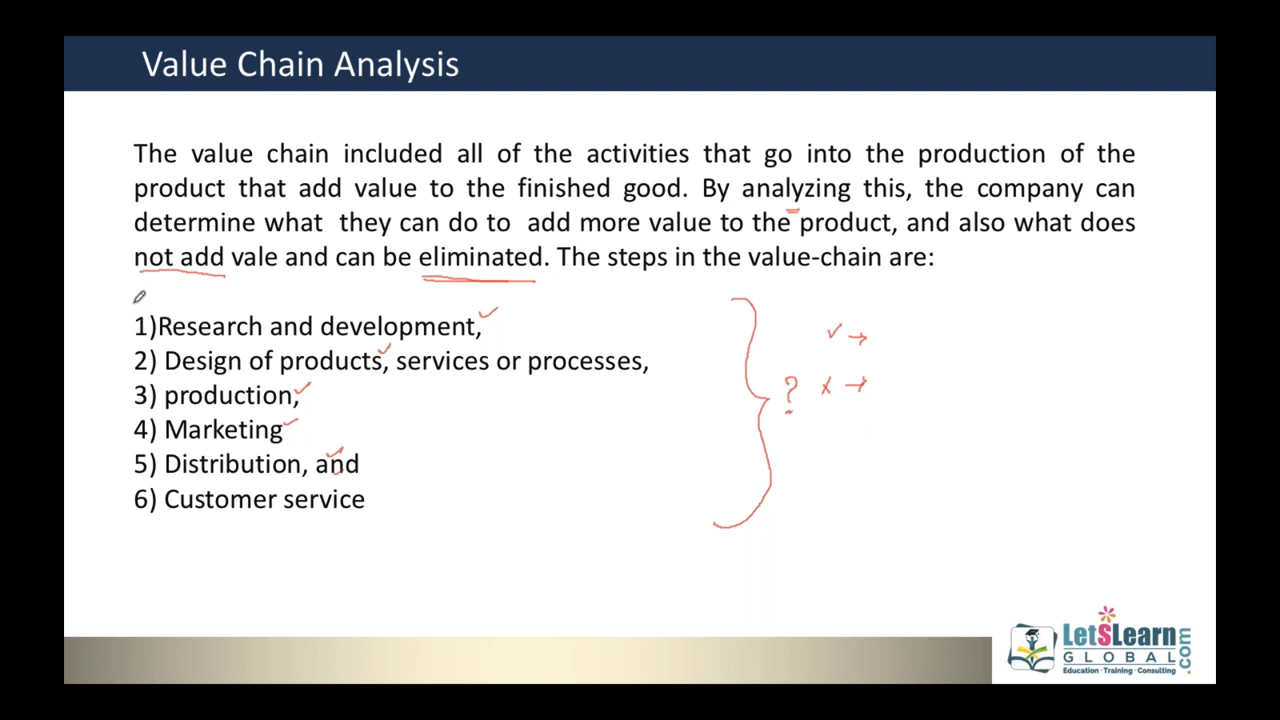 Value Chain Analysis
The value chain included all of the activities that go into the production of the
product that add value to the finished good. By analyzing this, the company can
determine what they can do to add more value to the product, and also what does
not add vale and can be eliminated. The steps in the value-chain are:
1)Research and development,
2) Design of products, services or processes,
3) production,
4) Marketing
5) Distribution, and
6) Customer service
?
LetSLearn
GLOBAL
.com
Education · Training · Consulting